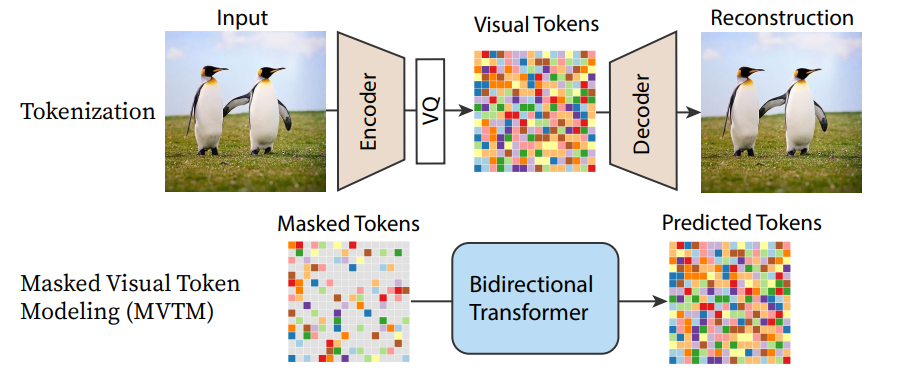 Input
Visual Tokens
Reconstruction
Tokenization
Encoder
VQ
Decoder
Masked Tokens
Predicted Tokens
Masked Visual Token
Modeling (MVTM)
Bidirectional
Transformer